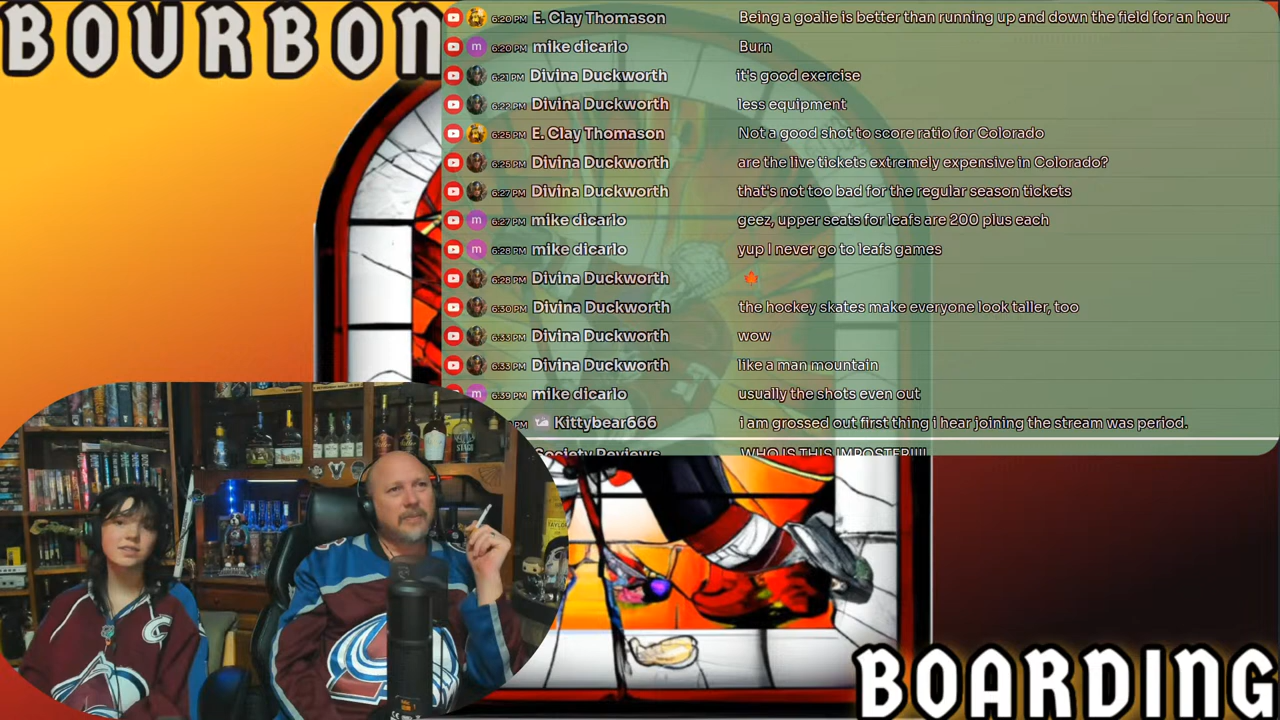 BOURBON
6:20 PM E. Clay Thomason Being a goalie is better than running up and down the field for an hour
m 6:20 PM mike dicarlo Burn
6:21 PM Divina Duckworth it's good exercise
6:22 PM Divina Duckworth less equipment
6:25 PM E. Clay Thomason Not a good shot to score ratio for Colorado
6:25 PM Divina Duckworth are the live tickets extremely expensive in Colorado?
6:27 PM Divina Duckworth that's not too bad for the regular season tickets
m 6:27 PM mike dicarlo geez, upper seats for leafs are 200 plus each
m 6:28 PM mike dicarlo yup I never go to leafs games
6:28 PM Divina Duckworth 🍁
6:30 PM Divina Duckworth the hockey skates make everyone look taller, too
6:33 PM Divina Duckworth wow
6:33 PM Divina Duckworth like a man mountain
m 6:39 PM mike dicarlo usually the shots even out
PM Kittybear666 i am grossed out first thing i hear joining the stream was period.
Society Reviews WHO IS THIS IMPOSTER!!!!
C
BOARDING